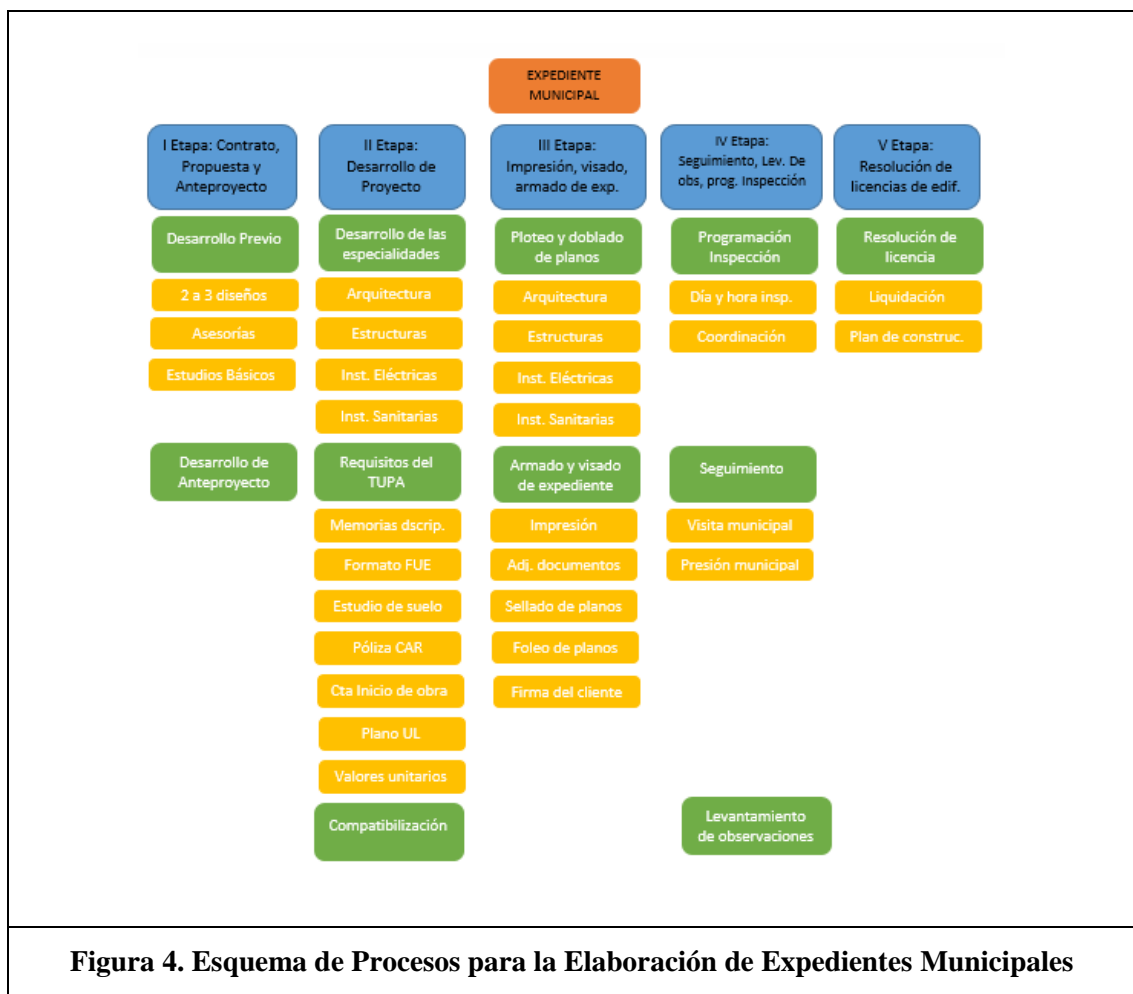 EXPEDIENTE
MUNICIPAL
I Etapa: Contrato,
Propuesta y
Anteproyecto
II Etapa:
Desarrollo de
Proyecto
III Etapa:
Impresión, visado,
armado de exp.
IV Etapa:
Seguimiento, Lev. De
obs, prog. Inspección
V Etapa:
Resolución de
licencias de edif.
Desarrollo Previo
2 a 3 diseños
Asesorías
Estudios Básicos
Desarrollo de
Anteproyecto
Desarrollo de las
especialidades
Arquitectura
Estructuras
Inst. Eléctricas
Inst. Sanitarias
Requisitos del
TUPA
Memorias dscrip.
Formato FUE
Estudio de suelo
Póliza CAR
Cta Inicio de obra
Plano UL
Valores unitarios
Compatibilización
Ploteo y doblado
de planos
Arquitectura
Estructuras
Inst. Eléctricas
Inst. Sanitarias
Armado y visado
de expediente
Impresión
Adj. documentos
Sellado de planos
Foleo de planos
Firma del cliente
Programación
Inspección
Día y hora insp.
Coordinación
Seguimiento
Visita municipal
Presión municipal
Levantamiento
de observaciones
Resolución de
licencia
Liquidación
Plan de construc.
Figura 4. Esquema de Procesos para la Elaboración de Expedientes Municipales